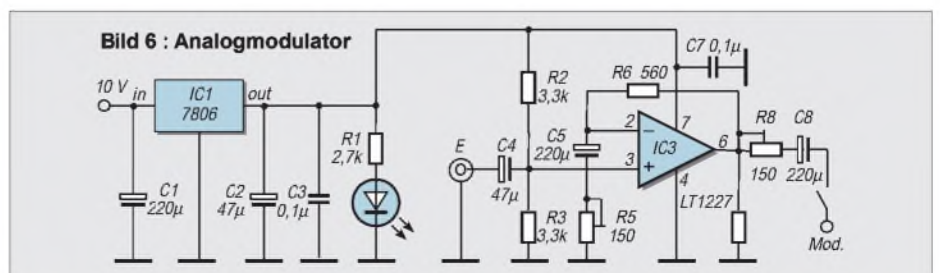 Bild 6 : Analogmodulator
10 V
in
IC1
7806
out
C1
220µ
C2
47µ
C3
0,1µ
R1
2,7k
E
C4
47µ
R2
3,3k
R3
3,3k
C5
220µ
R5
150
R6 560
2
3
−
+
IC3
7
6
4
LT1227
C7 0,1µ
R8
150
C8
220µ
Mod.